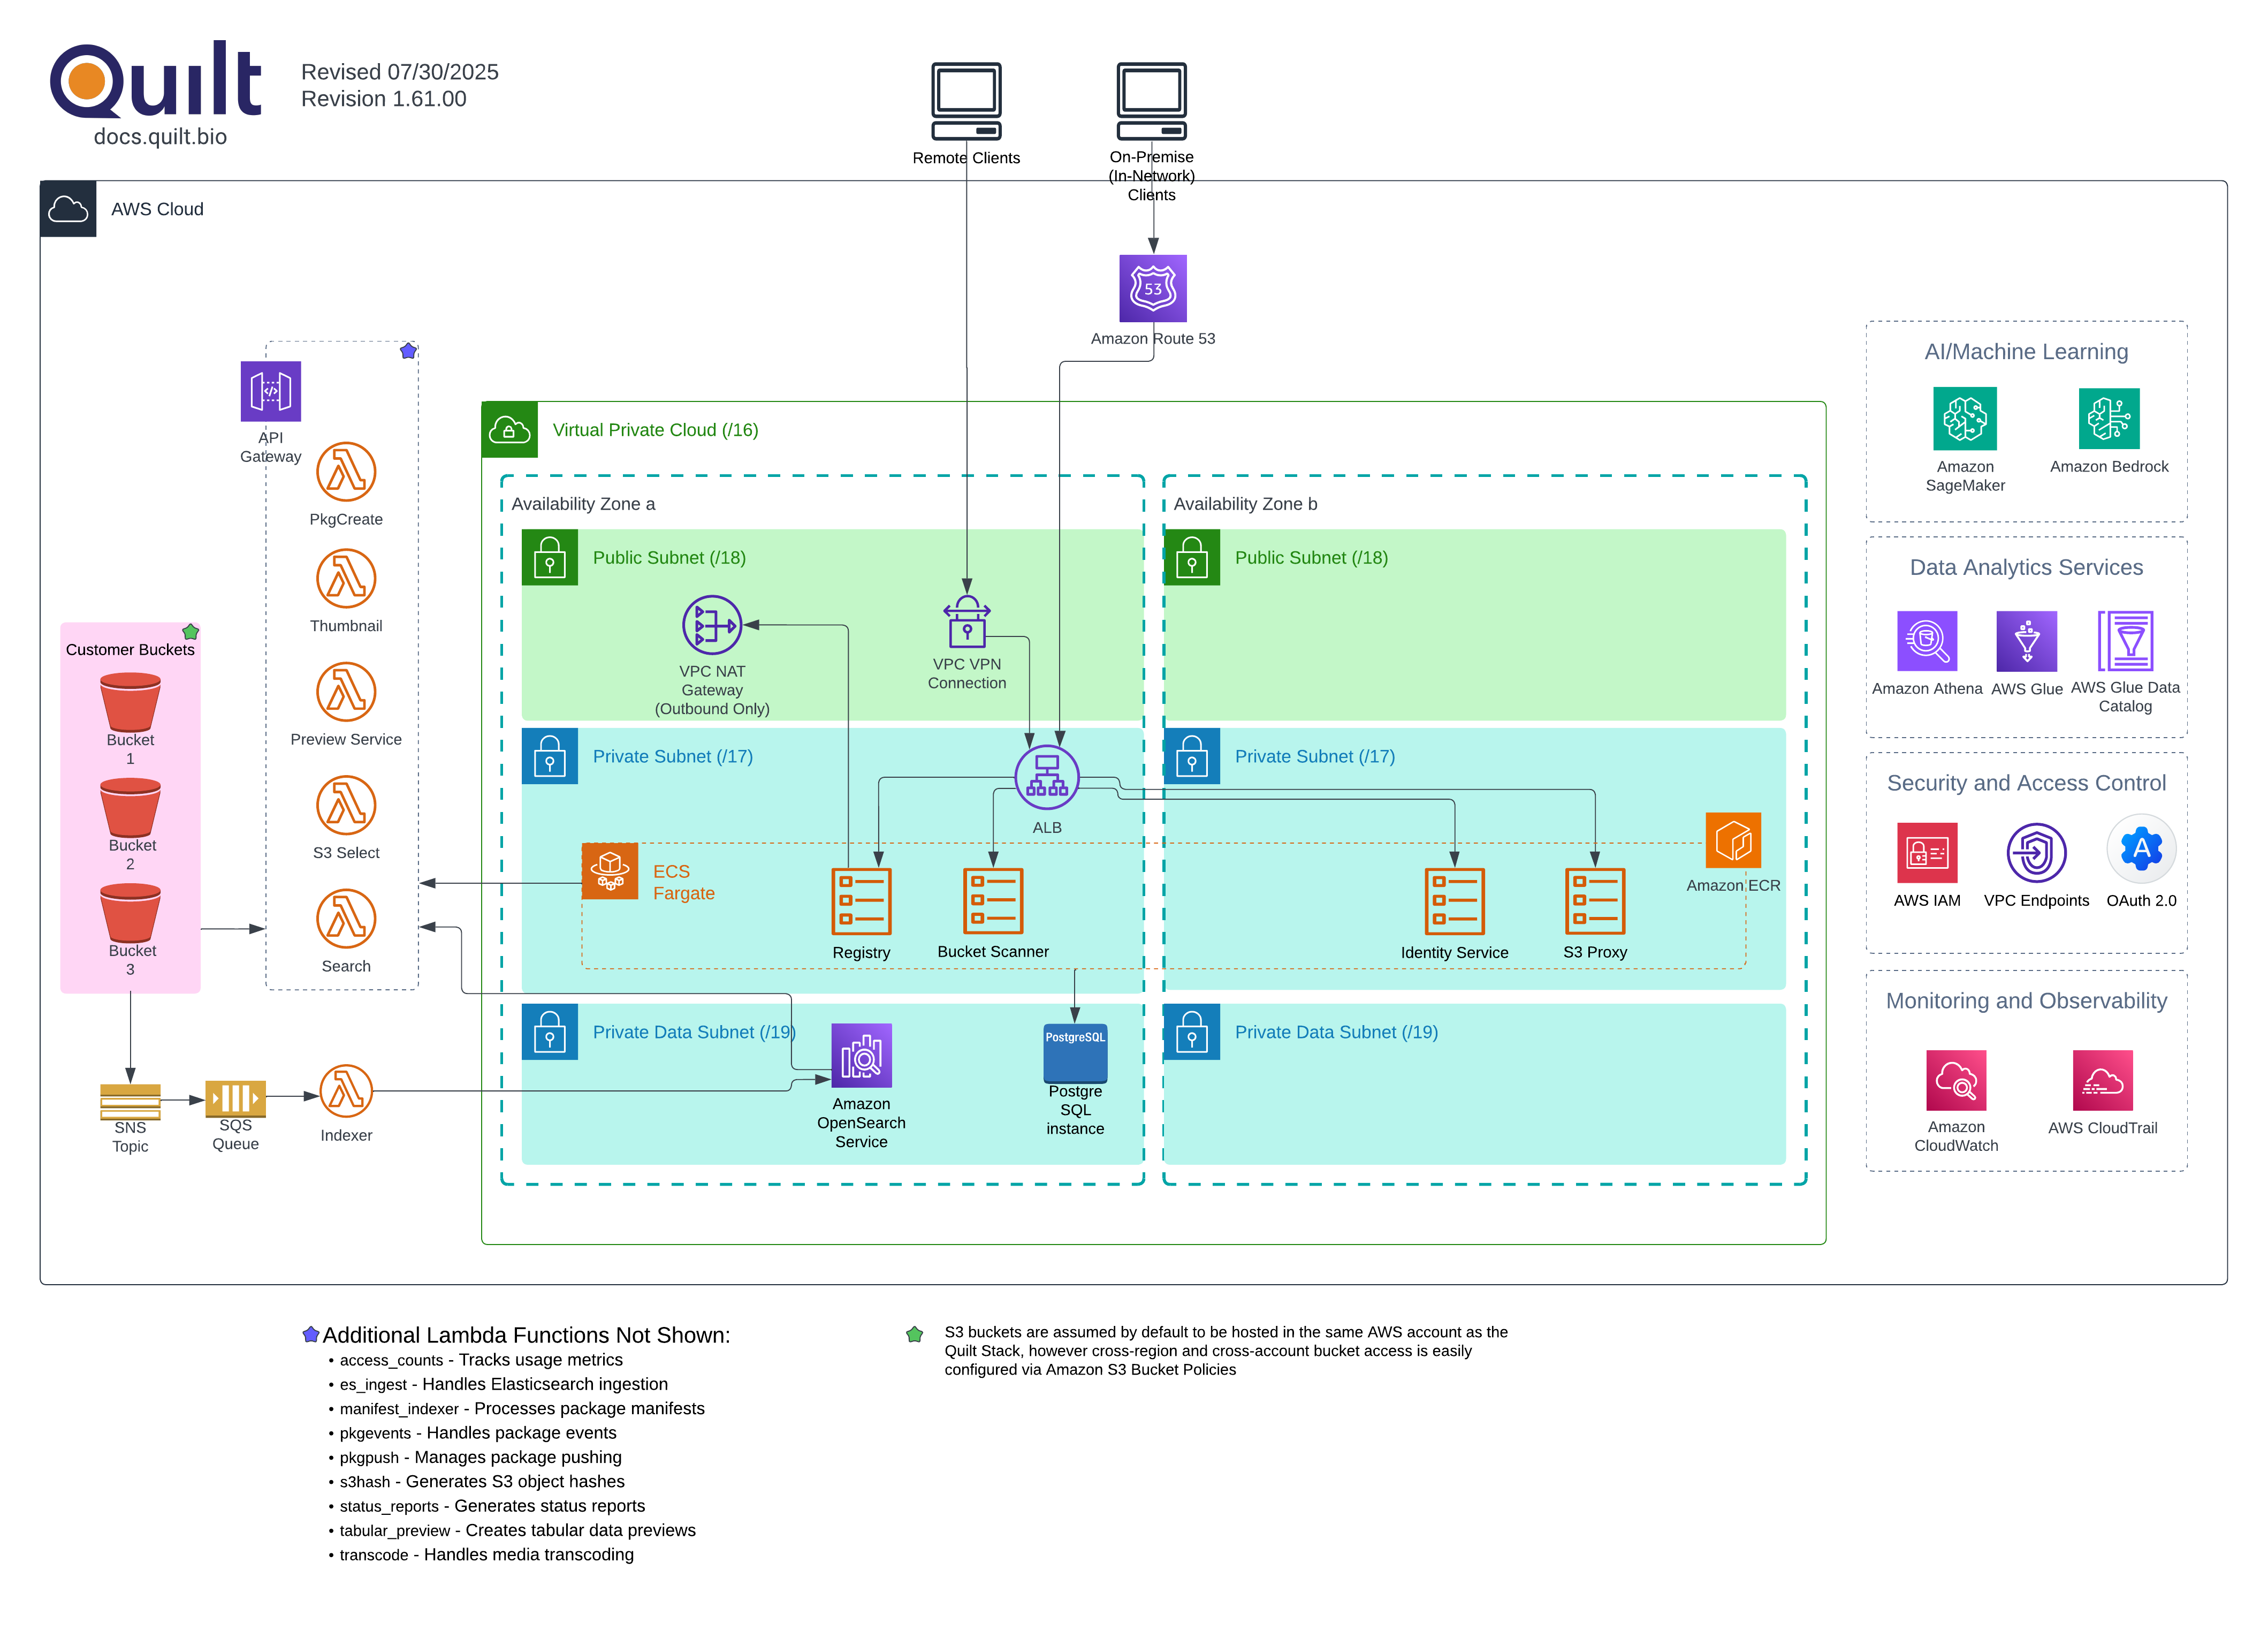 Quilt
docs.quilt.bio
Revised 07/30/2025
Revision 1.61.00
Remote Clients
On-Premise
(In-Network)
Clients
AWS Cloud
53
Amazon Route 53
API
Gateway
PkgCreate
Thumbnail
Preview Service
S3 Select
Search
Customer Buckets
Bucket
1
Bucket
2
Bucket
3
SNS
Topic
SQS
Queue
Indexer
Virtual Private Cloud (/16)
Availability Zone a
Public Subnet (/18)
VPC NAT
Gateway
(Outbound Only)
VPC VPN
Connection
Private Subnet (/17)
ALB
ECS
Fargate
Registry
Bucket Scanner
Private Data Subnet (/19)
Amazon
OpenSearch
Service
PostgreSQL
Postgre
SQL
instance
Availability Zone b
Public Subnet (/18)
Private Subnet (/17)
Amazon ECR
Identity Service
S3 Proxy
Private Data Subnet (/19)
AI/Machine Learning
Amazon
SageMaker
Amazon Bedrock
Data Analytics Services
Amazon Athena
AWS Glue
AWS Glue Data
Catalog
Security and Access Control
AWS IAM
VPC Endpoints
A
OAuth 2.0
Monitoring and Observability
Amazon
CloudWatch
AWS CloudTrail
Additional Lambda Functions Not Shown:
• access_counts - Tracks usage metrics
• es_ingest - Handles Elasticsearch ingestion
• manifest_indexer - Processes package manifests
• pkgevents - Handles package events
• pkgpush - Manages package pushing
• s3hash - Generates S3 object hashes
• status_reports - Generates status reports
• tabular_preview - Creates tabular data previews
• transcode - Handles media transcoding
S3 buckets are assumed by default to be hosted in the same AWS account as the
Quilt Stack, however cross-region and cross-account bucket access is easily
configured via Amazon S3 Bucket Policies